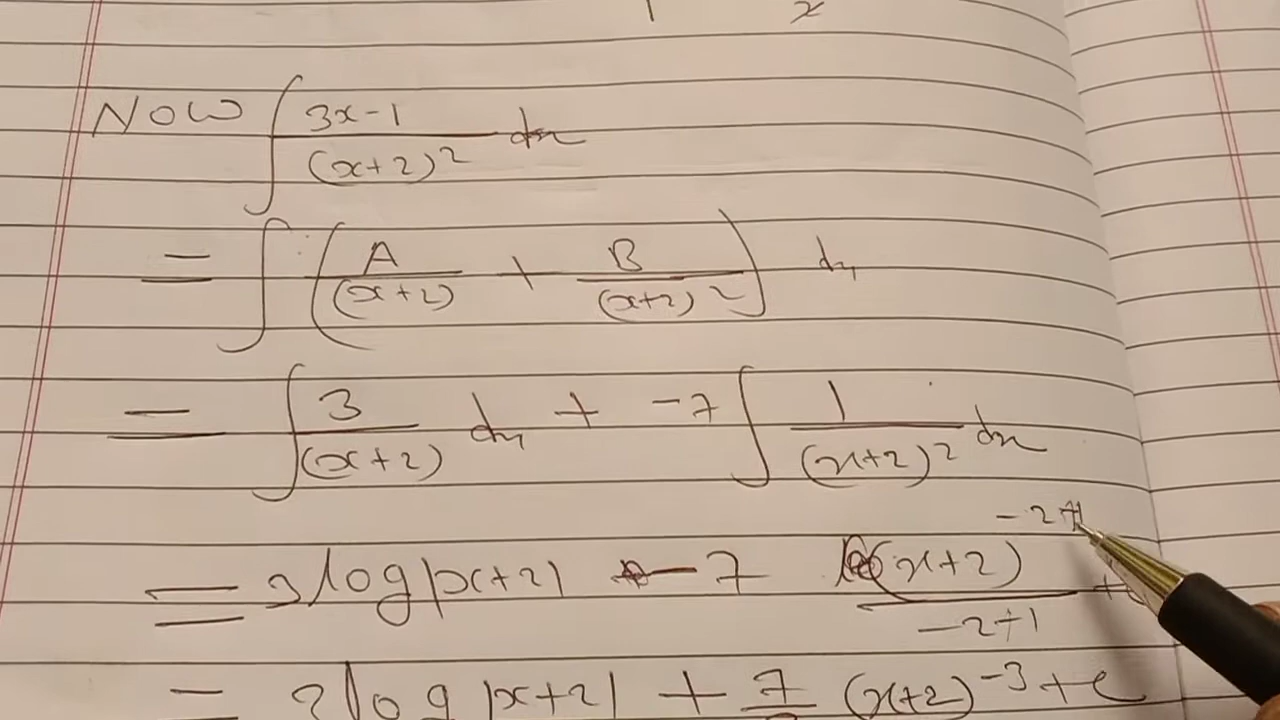 x
NOW ∫ (3x-1)/(x+2)² dx
= ∫ (A/(x+2) + B/(x+2)²) dx
= ∫ 3/(x+2) dx + -7 ∫ 1/(x+2)² dx
= 3 log|x+2| - 7 (x+2)^(-2+1)/(-2+1) +
= 3 log|x+2| + 7 (x+2)^-3 + c